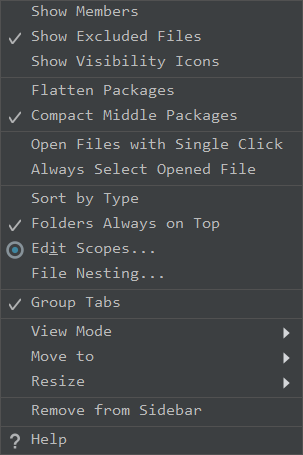 Show Members
Show Excluded Files
Show Visibility Icons
Flatten Packages
Compact Middle Packages
Open Files with Single Click
Always Select Opened File
Sort by Type
Folders Always on Top
Edit Scopes...
File Nesting...
Group Tabs
View Mode
Move to
Resize
Remove from Sidebar
? Help